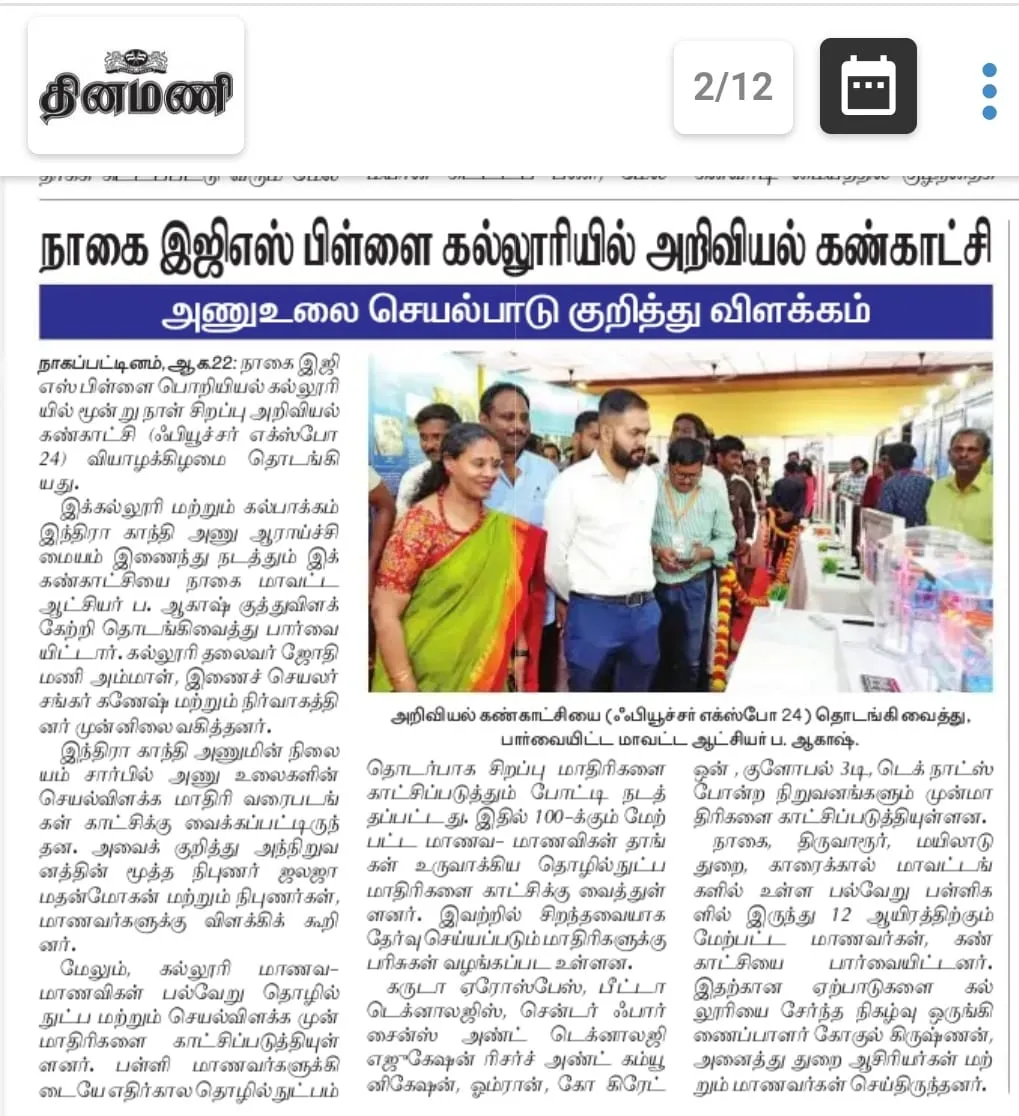 தினமணி
2/12
நாகை இஜிஎஸ் பிள்ளை கல்லூரியில் அறிவியல் கண்காட்சி
அணுஉலை செயல்பாடு குறித்து விளக்கம்
நாகப்பட்டினம், ஆக.22: நாகை இஜி
எஸ் பிள்ளை பொறியியல் கல்லூரி
யில் மூன்று நாள் சிறப்பு அறிவியல்
கண்காட்சி (ஃபியூச்சர் எக்ஸ்போ
24) வியாழக்கிழமை தொடங்கி
யது.
இக்கல்லூரி மற்றும் கல்பாக்கம்
இந்திரா காந்தி அணு ஆராய்ச்சி
மையம் இணைந்து நடத்தும் இக்
கண்காட்சியை நாகை மாவட்ட
ஆட்சியர் ப. ஆகாஷ் குத்துவிளக்
கேற்றி தொடங்கிவைத்து பார்வை
யிட்டார். கல்லூரி தலைவர் ஜோதி
மணி அம்மாள், இணைச் செயலர்
சங்கர் கணேஷ் மற்றும் நிர்வாகத்தி
னர் முன்னிலை வகித்தனர்.
இந்திரா காந்தி அணுமின் நிலை
யம் சார்பில் அணு உலைகளின்
செயல்விளக்க மாதிரி வரைபடங்
கள் காட்சிக்கு வைக்கப்பட்டிருந்
தன. அவைக் குறித்து அந்நிறுவ
னத்தின் மூத்த நிபுணர் ஜலஜா
மதன்மோகன் மற்றும் நிபுணர்கள்,
மாணவர்களுக்கு விளக்கிக் கூறி
னர்.
மேலும், கல்லூரி மாணவ-
மாணவிகள் பல்வேறு தொழில்
நுட்ப மற்றும் செயல்விளக்க முன்
மாதிரிகளை காட்சிப்படுத்தியுள்
ளனர். பள்ளி மாணவர்களுக்கி
டையே எதிர்கால தொழில்நுட்பம்
அறிவியல் கண்காட்சியை (ஃபியூச்சர் எக்ஸ்போ 24) தொடங்கி வைத்து,
பார்வையிட்ட மாவட்ட ஆட்சியர் ப. ஆகாஷ்.
தொடர்பாக சிறப்பு மாதிரிகளை
காட்சிப்படுத்தும் போட்டி நடத்
தப்பட்டது. இதில் 100-க்கும் மேற்
பட்ட மாணவ- மாணவிகள் தாங்
கள் உருவாக்கிய தொழில்நுட்ப
மாதிரிகளை காட்சிக்கு வைத்துள்
ளனர். இவற்றில் சிறந்தவையாக
தேர்வு செய்யப்படும் மாதிரிகளுக்கு
பரிசுகள் வழங்கப்பட உள்ளன.
கருடா ஏரோஸ்பேஸ், பீட்டா
டெக்னாலஜிஸ், சென்டர் ஃபார்
சைன்ஸ் அண்ட் டெக்னாலஜி
எஜுகேஷன் ரிசர்ச் அண்ட் கம்யூ
னிகேஷன், ஓம்ரான், கோ கிரேட்
ஒன் , குளோபல் 3டி, டெக் நாட்ஸ்
போன்ற நிறுவனங்களும் முன்மா
திரிகளை காட்சிப்படுத்தியுள்ளன.
நாகை, திருவாரூர், மயிலாடு
துறை, காரைக்கால் மாவட்டங்
களில் உள்ள பல்வேறு பள்ளிக
ளில் இருந்து 12 ஆயிரத்திற்கும்
மேற்பட்ட மாணவர்கள், கண்
காட்சியை பார்வையிட்டனர்.
இதற்கான ஏற்பாடுகளை கல்
லூரியை சேர்ந்த நிகழ்வு ஒருங்கி
ணைப்பாளர் கோகுல் கிருஷ்ணன்,
அனைத்து துறை ஆசிரியர்கள் மற்
றும் மாணவர்கள் செய்திருந்தனர்.